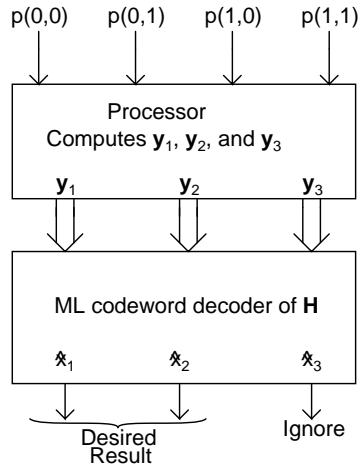 p(0,0) p(0,1) p(1,0) p(1,1)
Processor
Computes y₁, y₂, and y₃
y₁ y₂ y₃
ML codeword decoder of H
x̂₁ x̂₂ x̂₃
Desired Ignore
Result